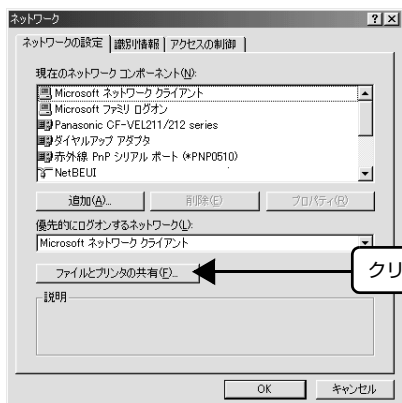 ネットワーク
ネットワークの設定 識別情報 アクセスの制御
現在のネットワーク コンポーネント(N):
Microsoft ネットワーク クライアント
Microsoft ファミリ ログオン
Panasonic CF-VEL211/212 series
ダイヤルアップ アダプタ
赤外線 PnP シリアル ポート (*PNP0510)
NetBEUI
追加(A)... 削除(E) プロパティ(R)
優先的にログオンするネットワーク(L):
Microsoft ネットワーク クライアント
ファイルとプリンタの共有(F)...
クリ
説明
OK キャンセル